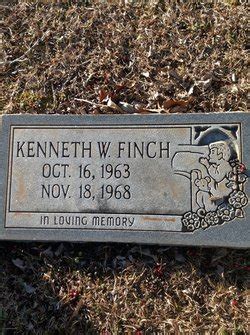 KENNETH W. FINCH
OCT. 16, 1963
NOV. 18, 1968
IN LOVING MEMORY